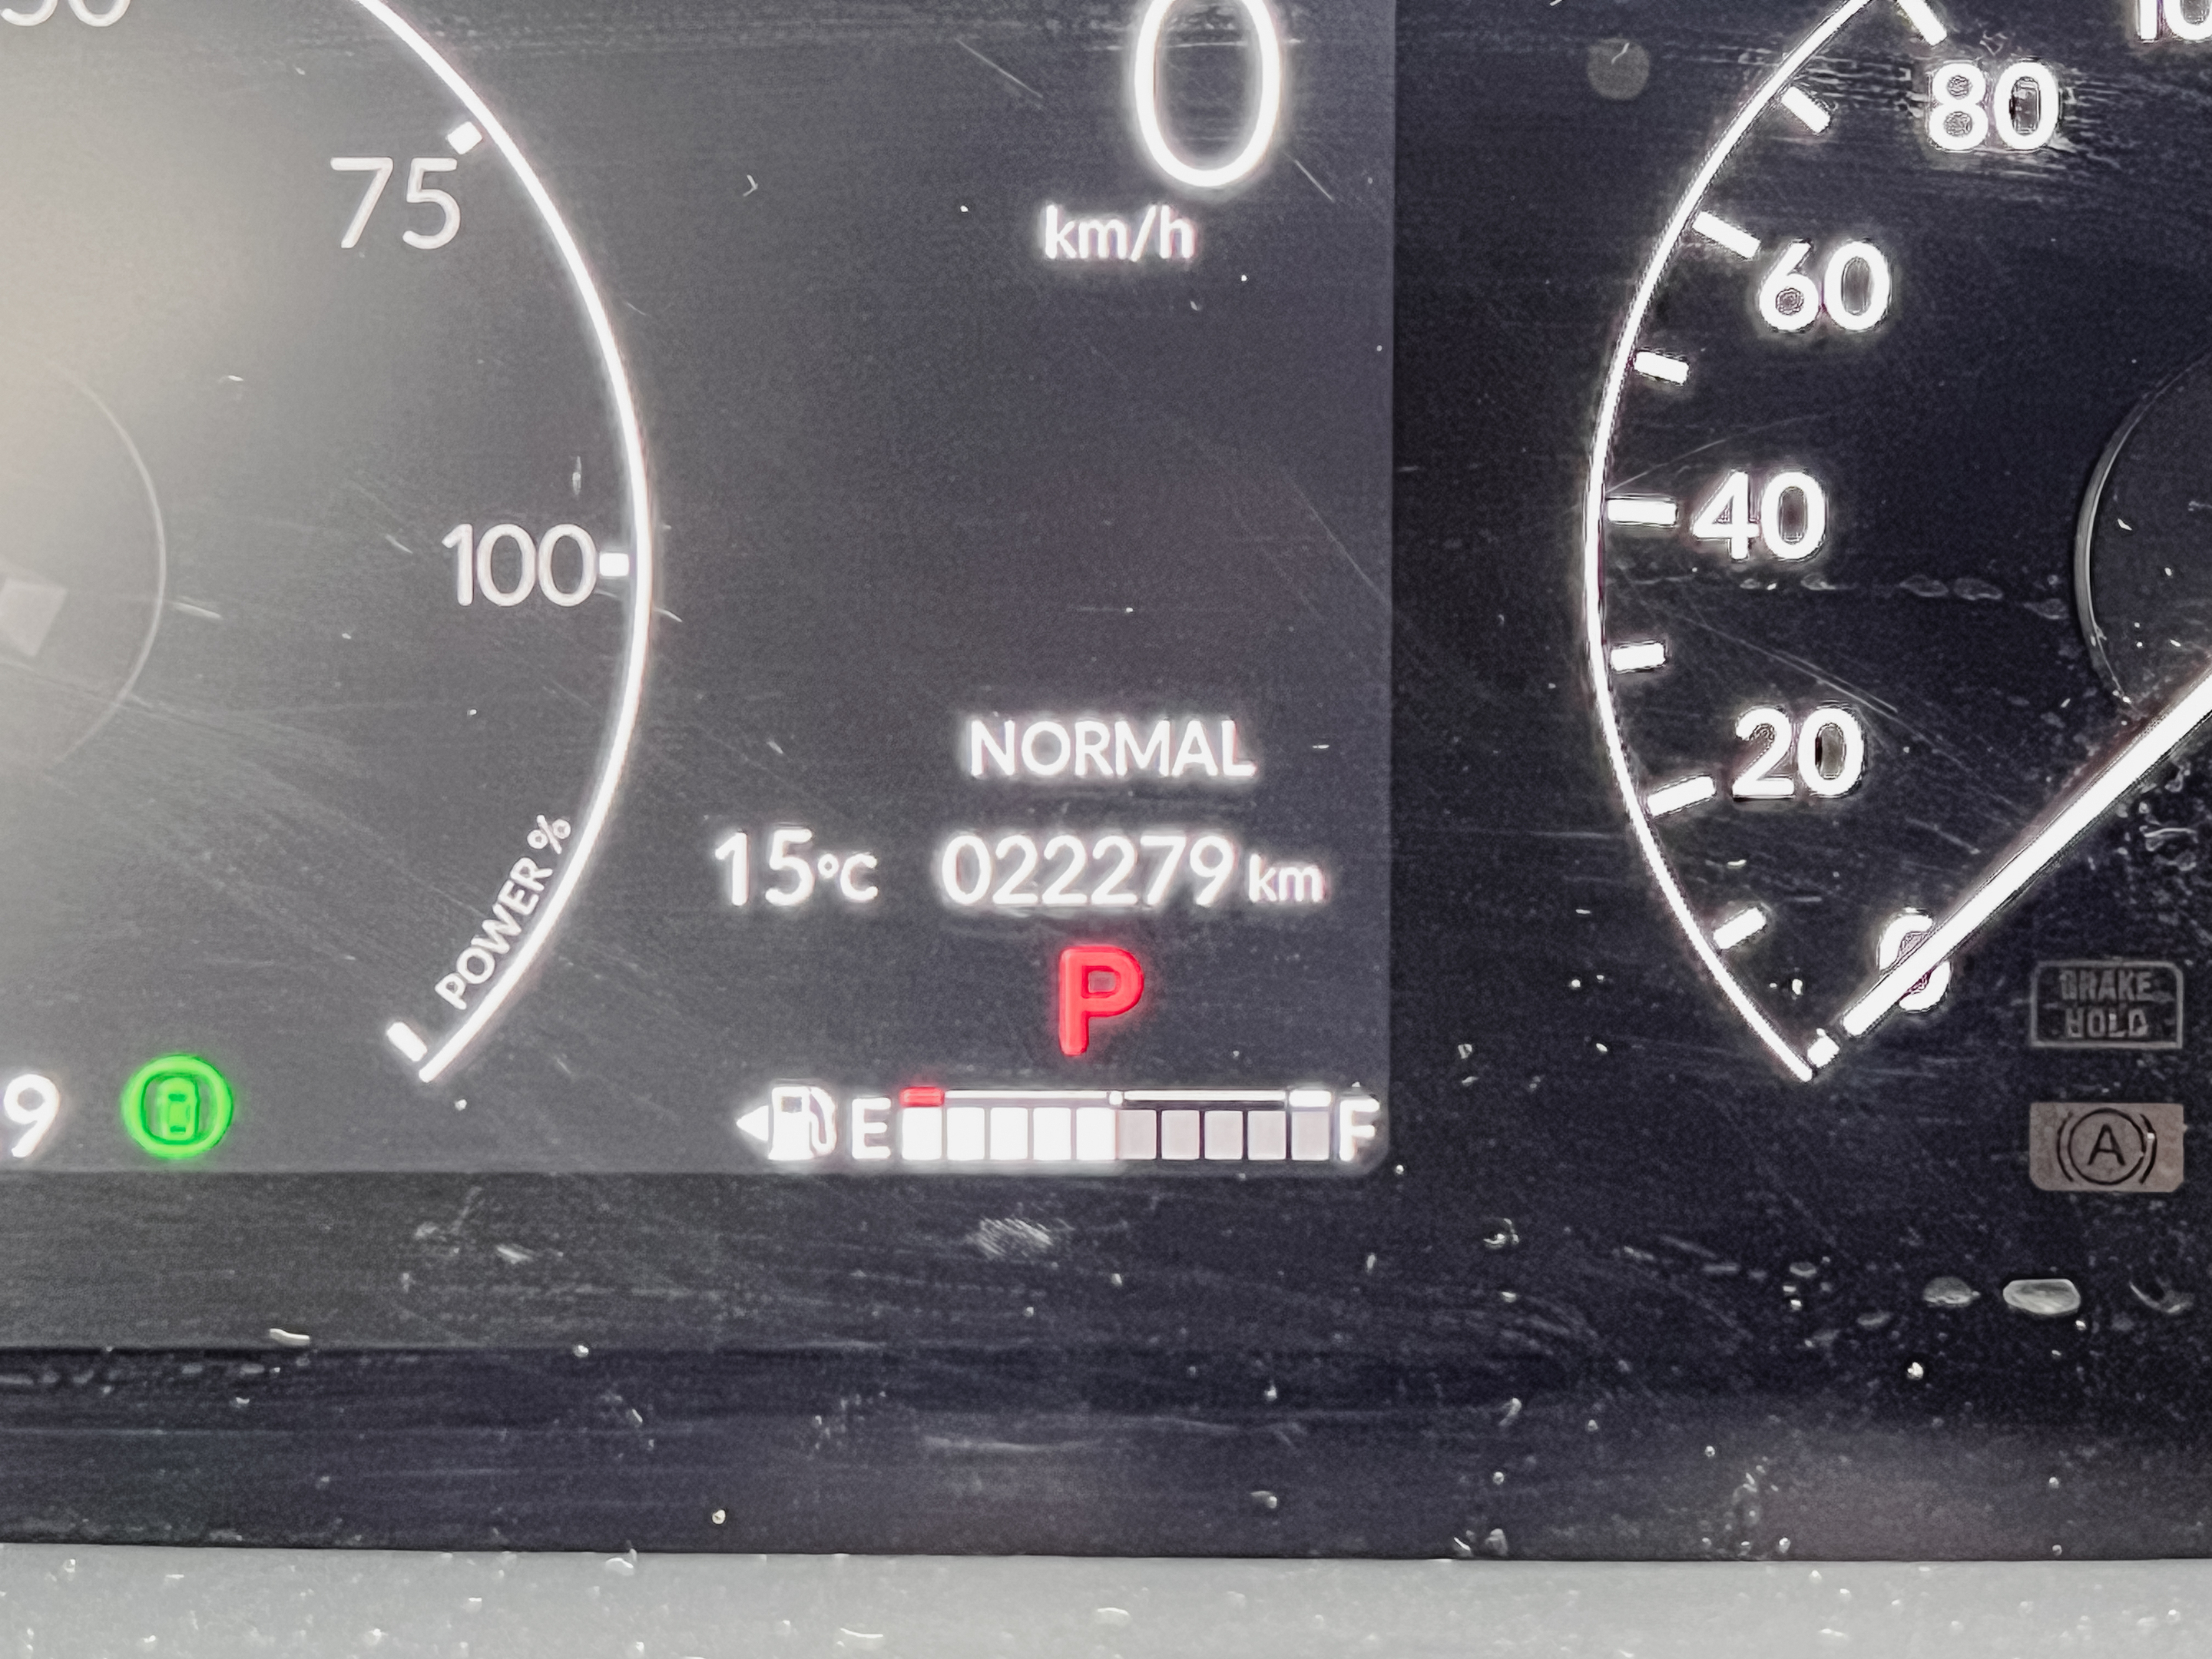 0
km/h
75
100
POWER %
NORMAL
15°C 022279 km
P
E F
9
80
60
40
20
0
BRAKE
HOLD
A